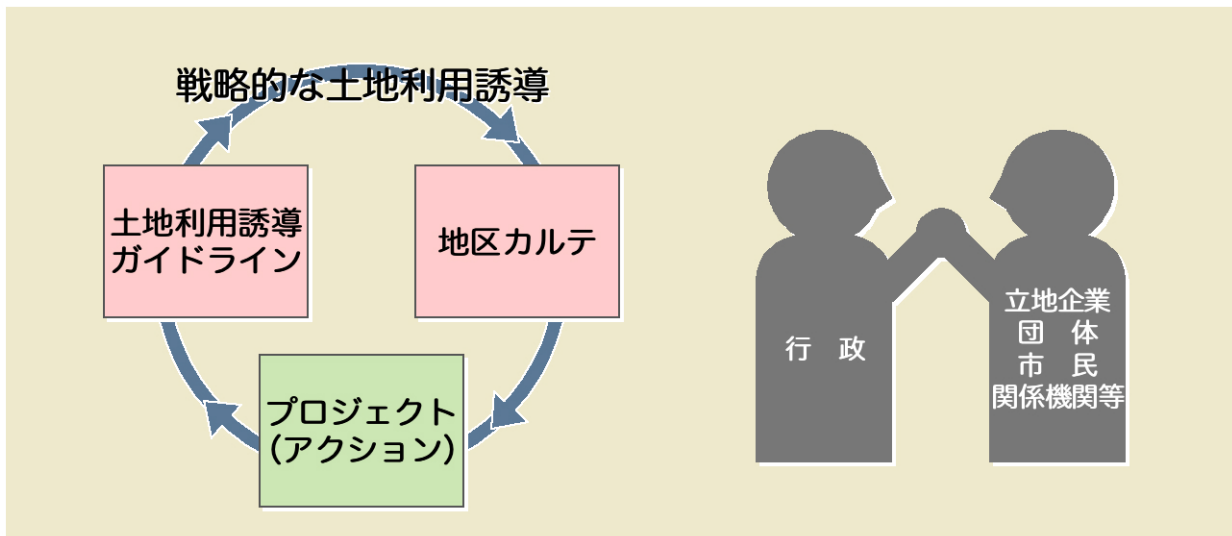 戦略的な土地利用誘導
土地利用誘導
ガイドライン
地区カルテ
プロジェクト
(アクション)
行　政
立地企業
団　体
市　民
関係機関等